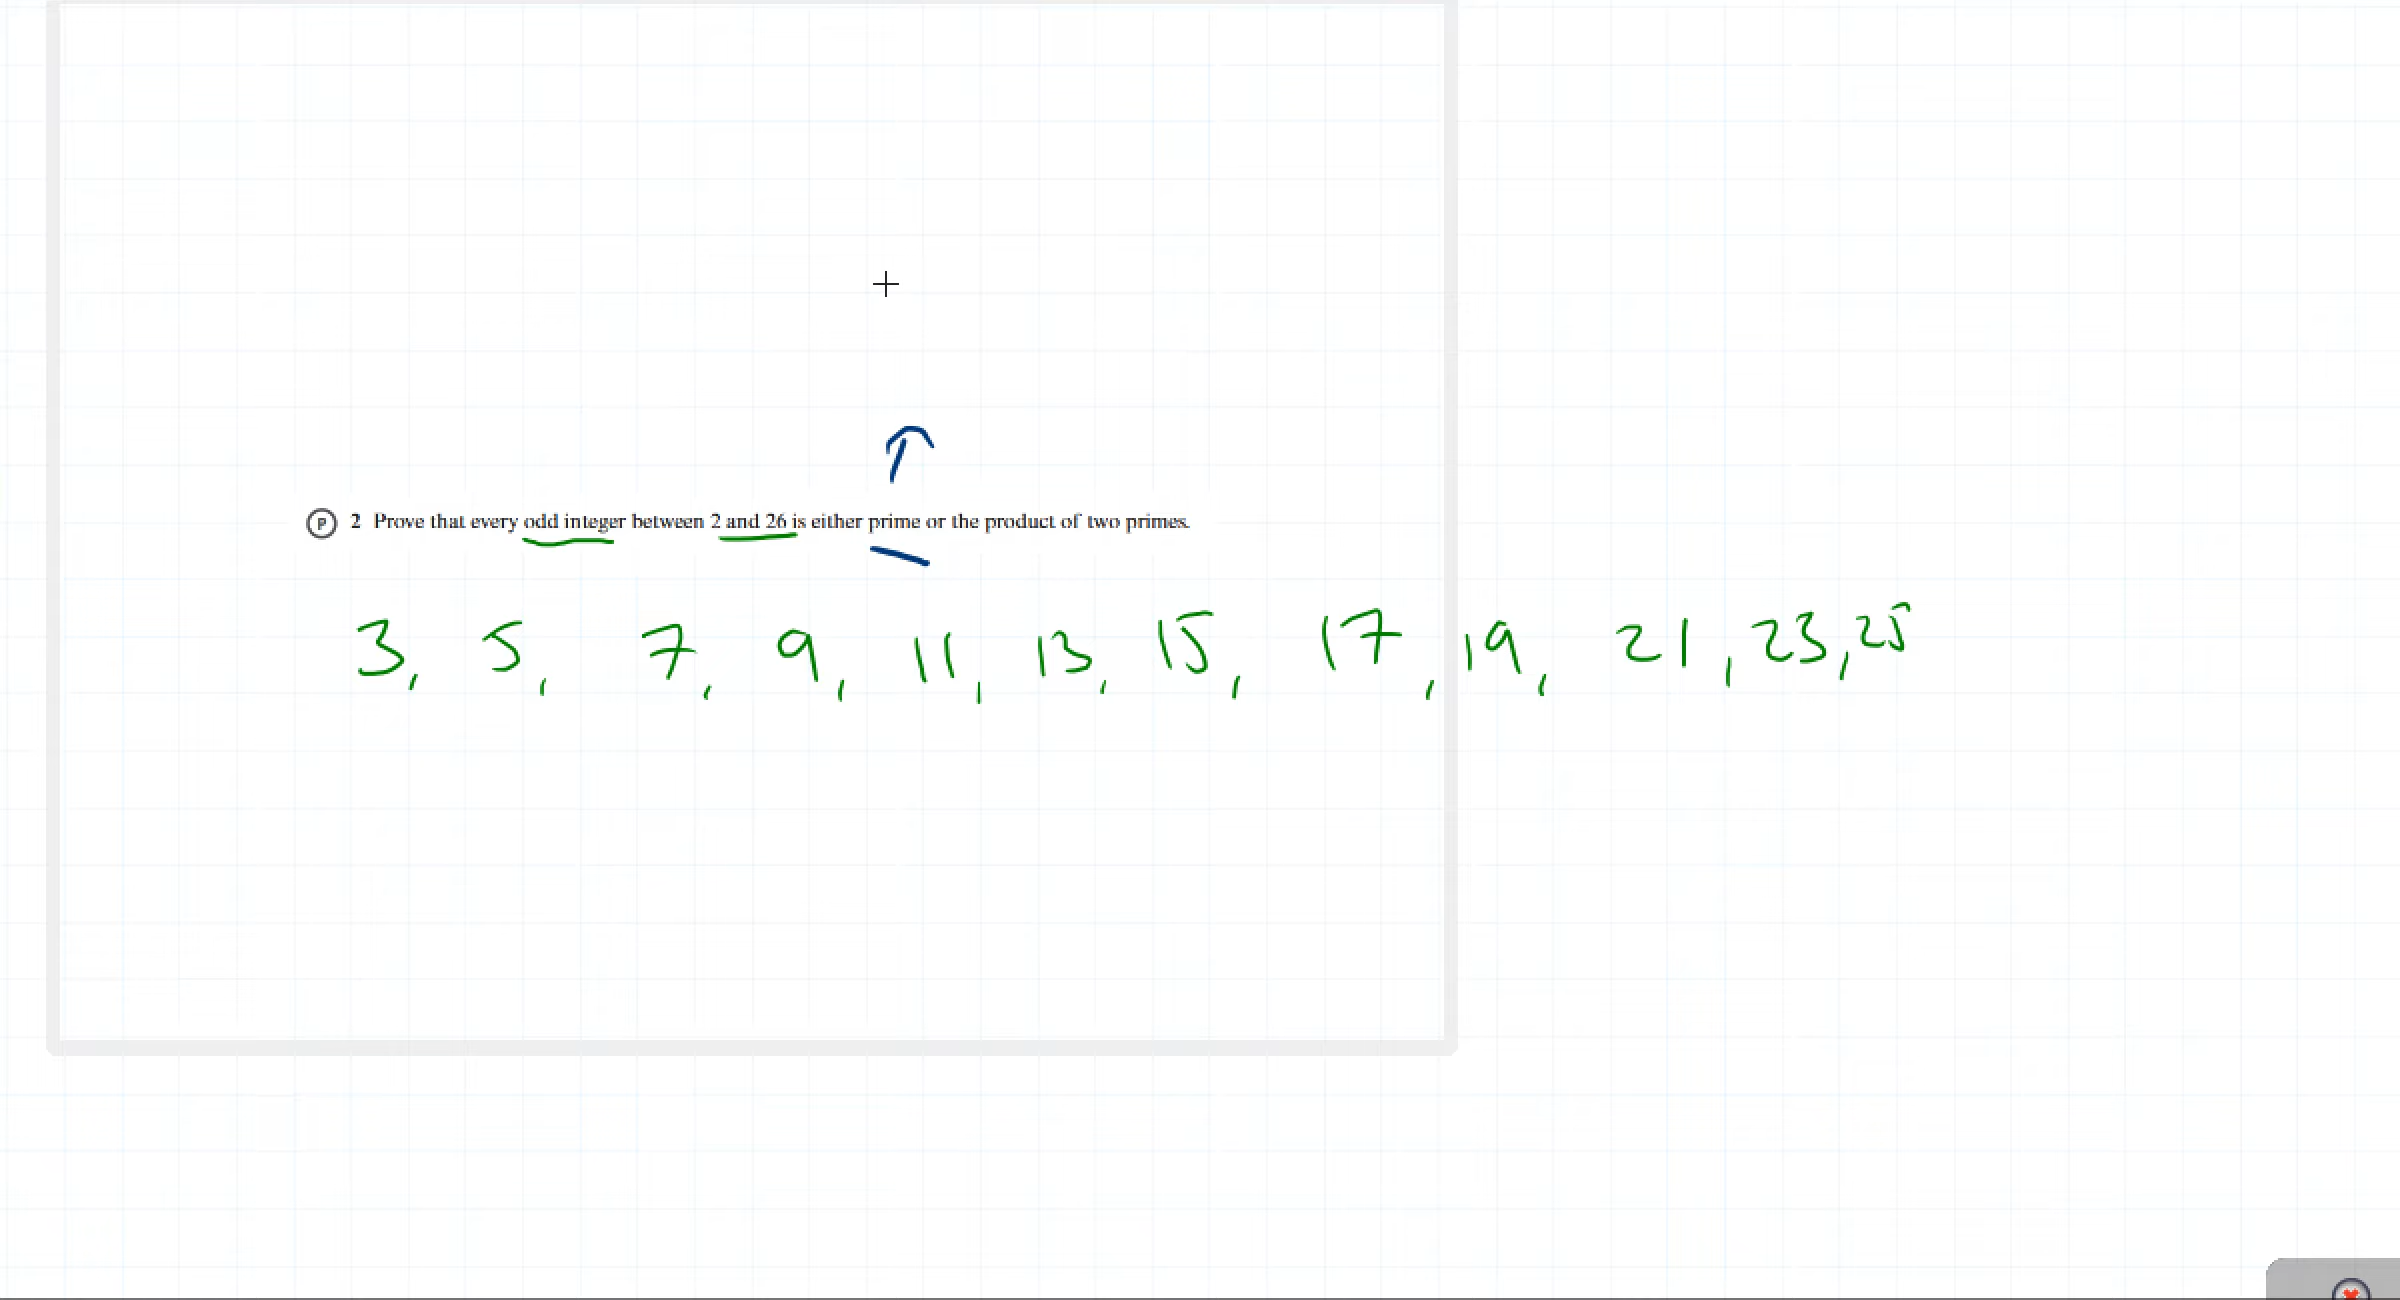 P 2 Prove that every odd integer between 2 and 26 is either prime or the product of two primes.
3, 5, 7, 9, 11, 13, 15, 17, 19, 21, 23, 25